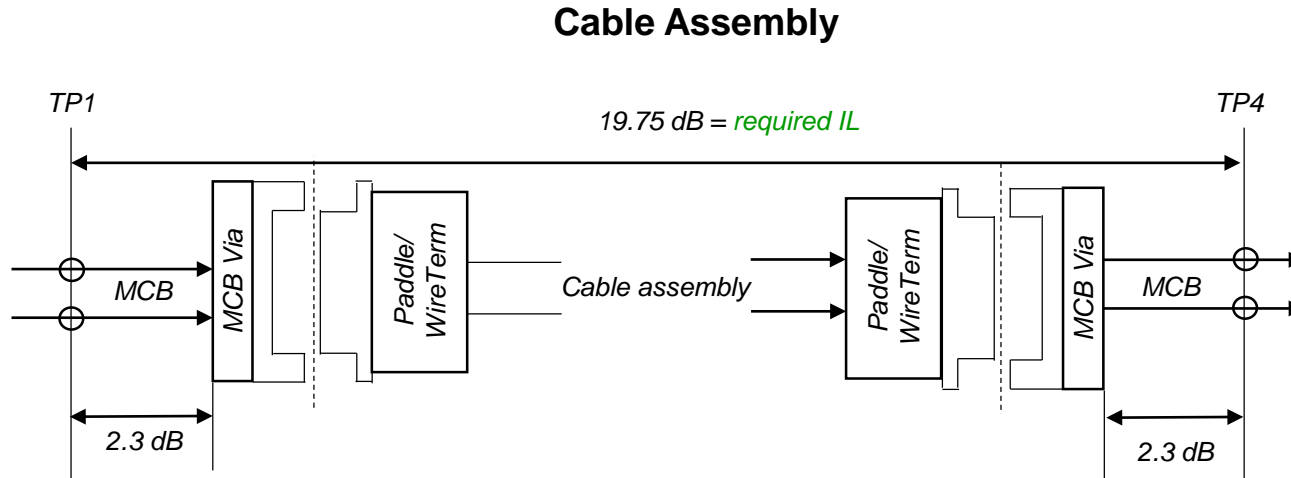 Cable Assembly
TP1
TP4
19.75 dB = required IL
MCB Via
Paddle/
WireTerm
Paddle/
WireTerm
MCB Via
MCB
Cable assembly
MCB
2.3 dB
2.3 dB